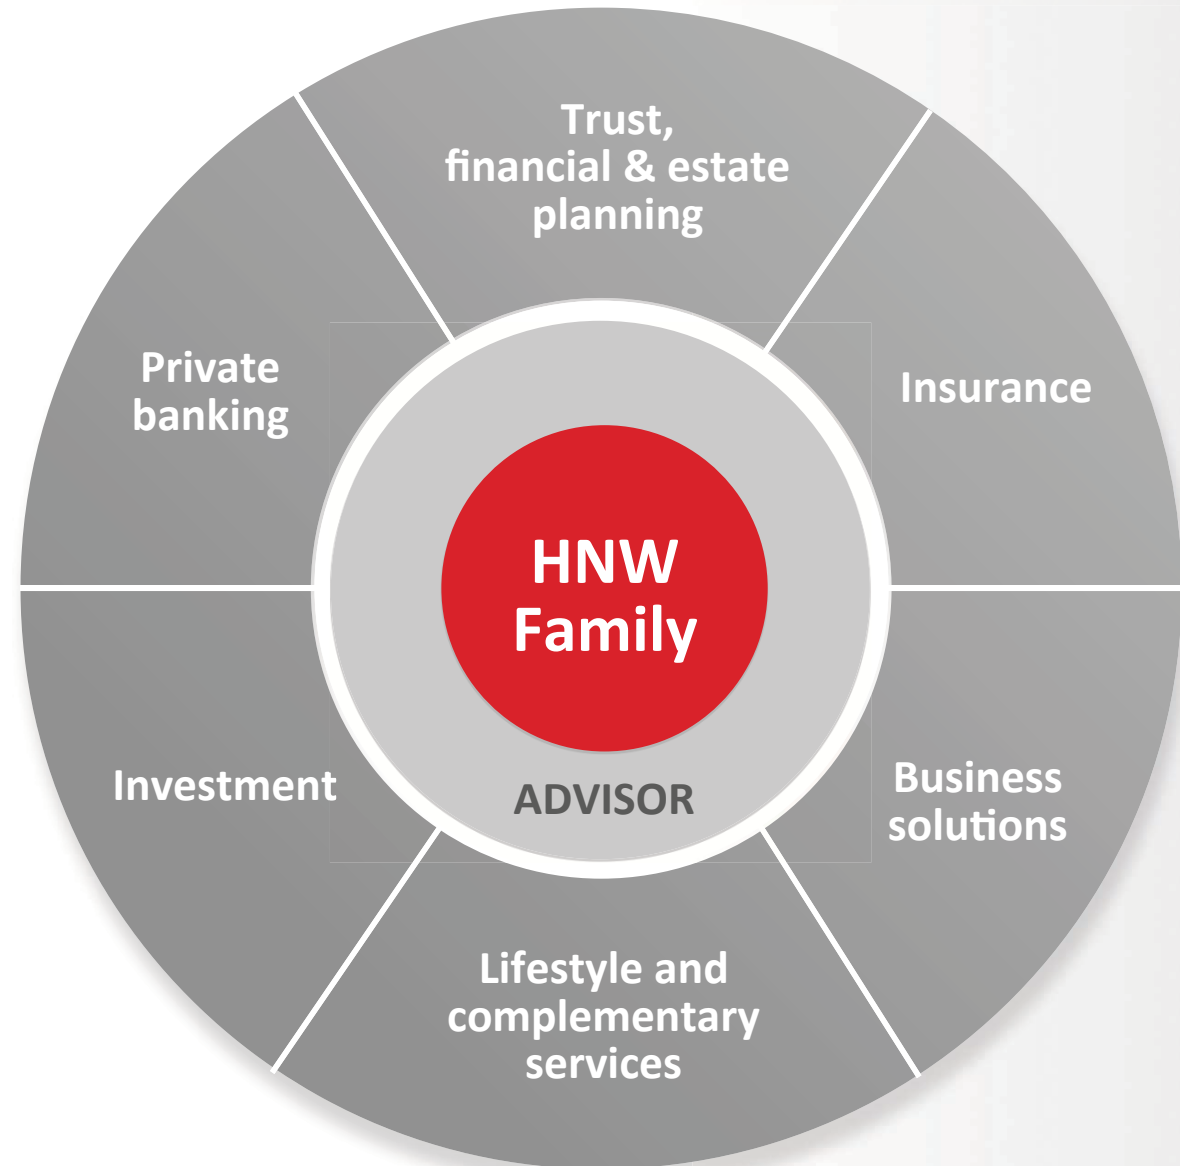 Trust,
financial & estate
planning
Private
banking
Insurance
HNW
Family
Investment
ADVISOR
Business
solutions
Lifestyle and
complementary
services